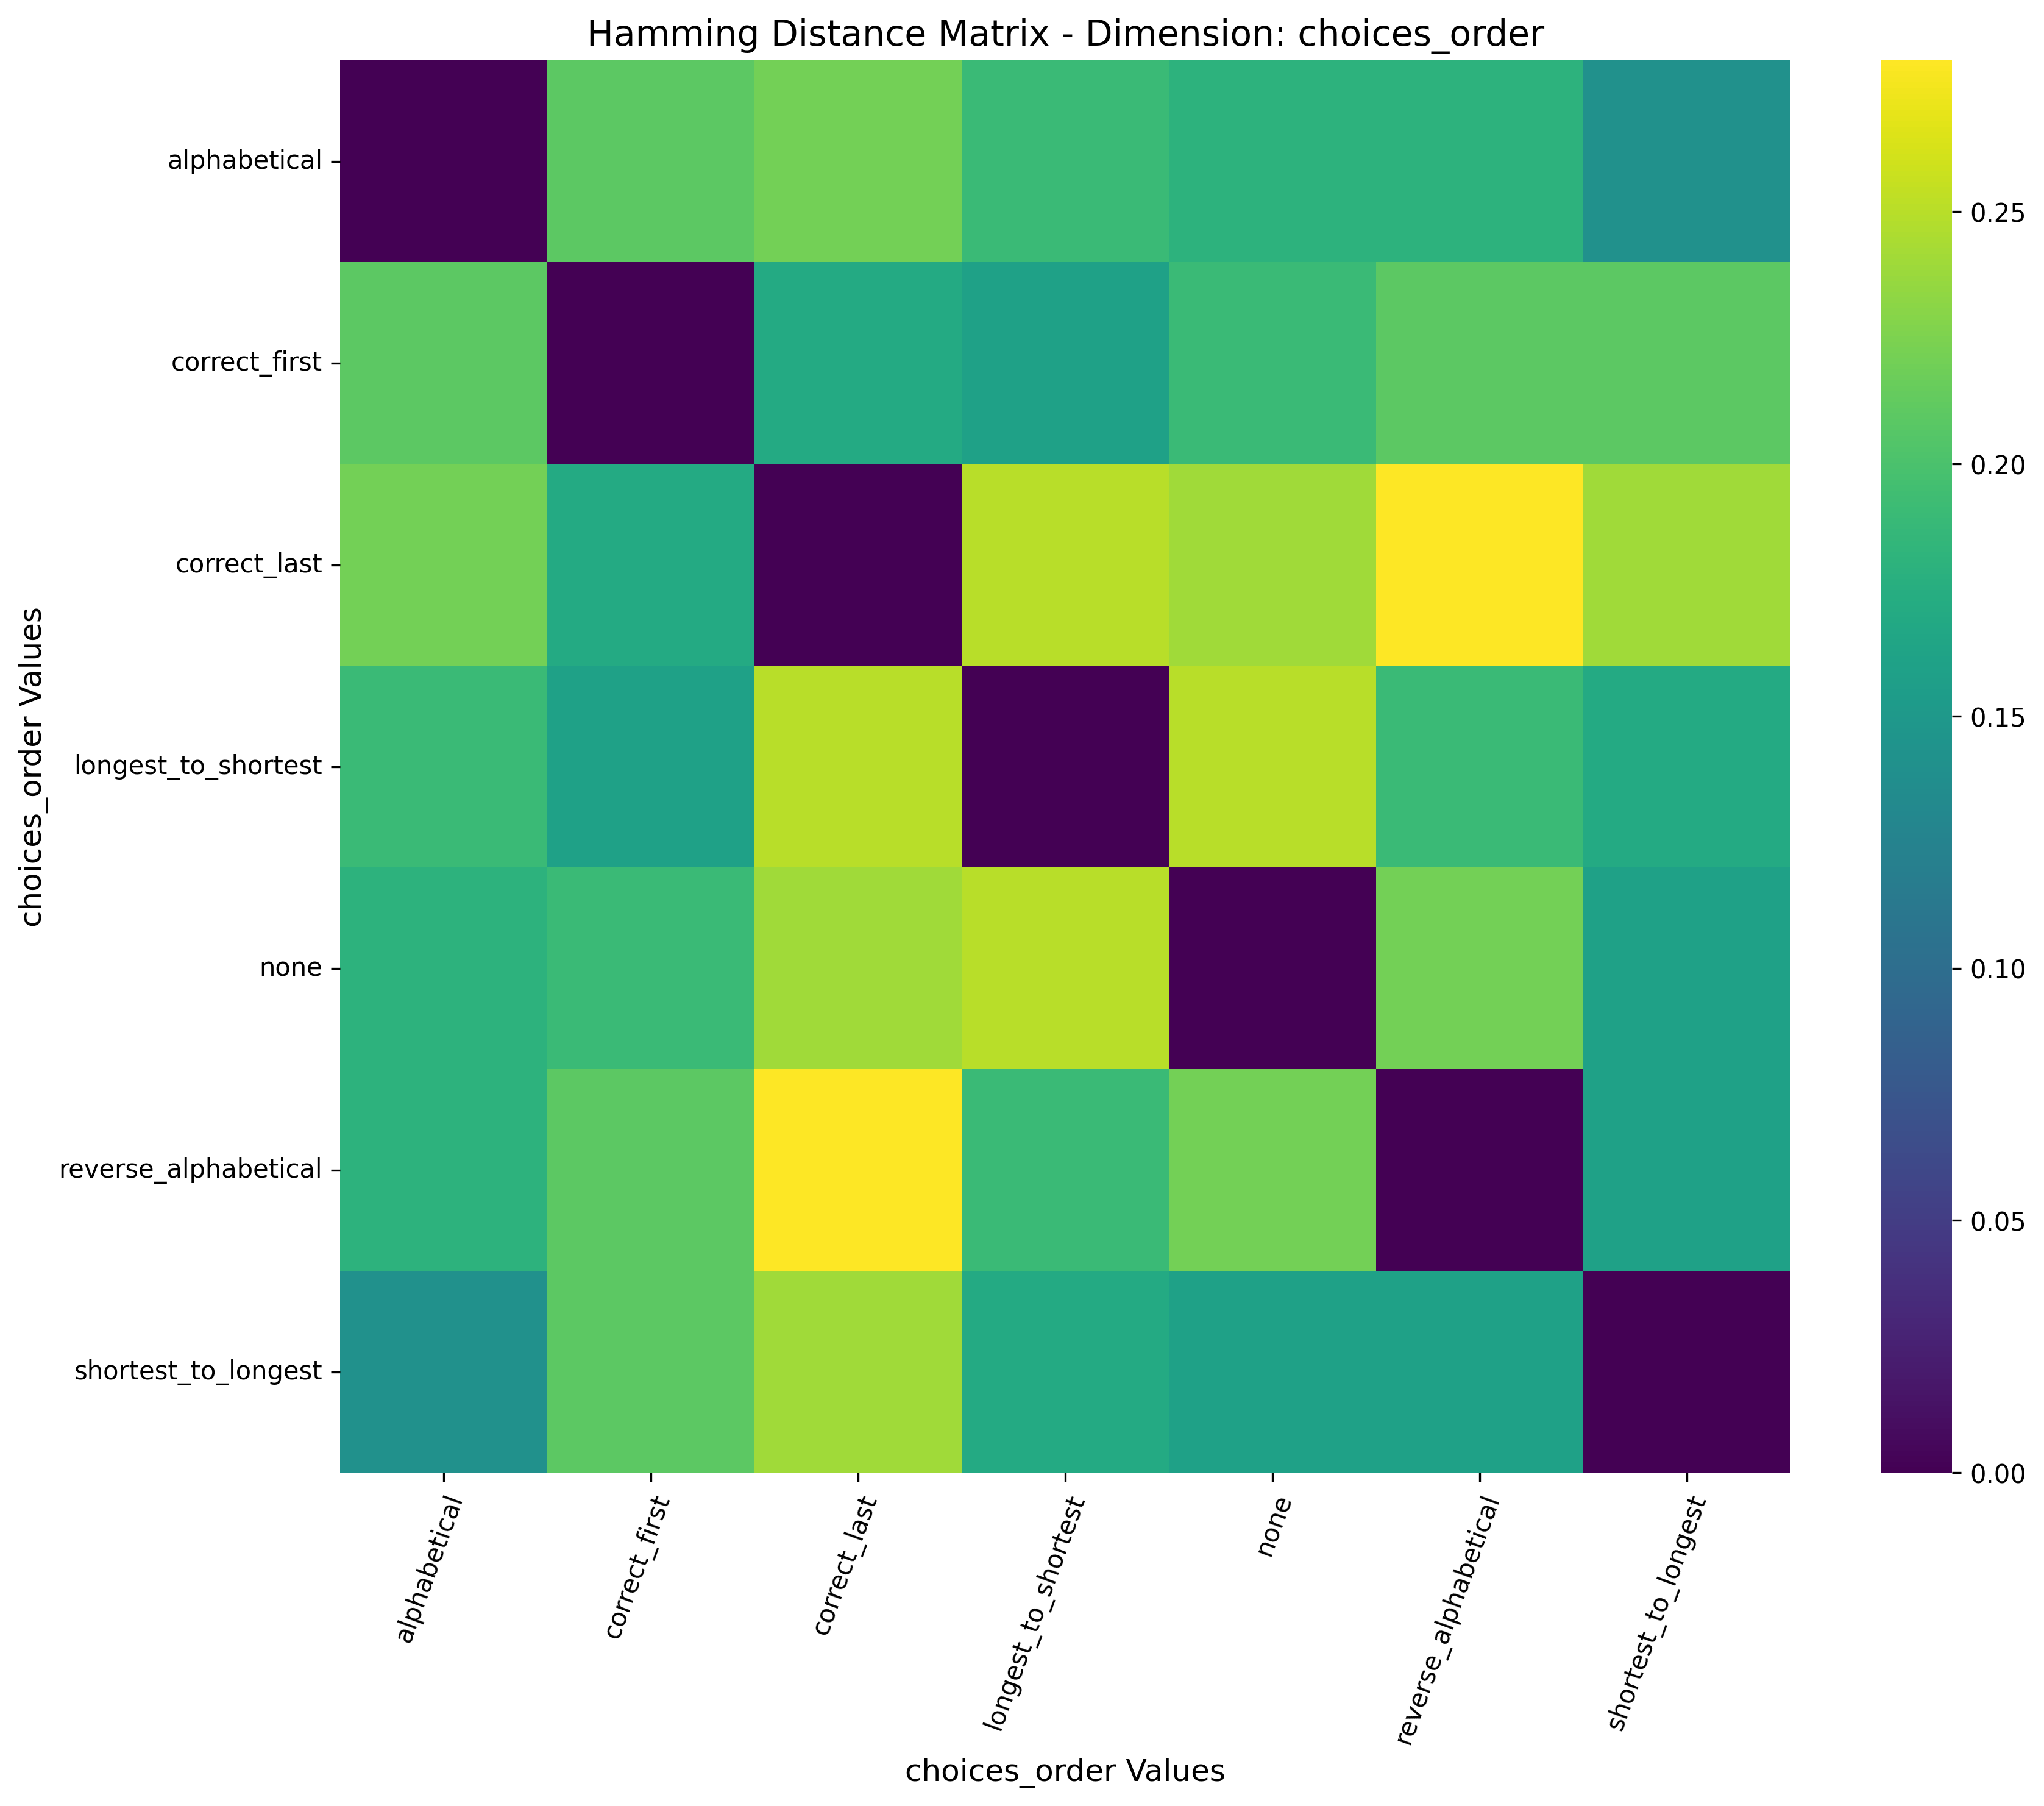 Hamming Distance Matrix - Dimension: choices_order
choices_order Values
alphabetical
correct_first
correct_last
longest_to_shortest
none
reverse_alphabetical
shortest_to_longest
alphabetical
correct_first
correct_last
longest_to_shortest
none
reverse_alphabetical
shortest_to_longest
choices_order Values
0.25
0.20
0.15
0.10
0.05
0.00